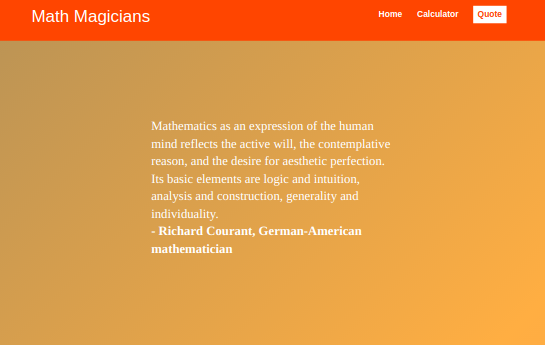 Math Magicians
Home Calculator Quote
Mathematics as an expression of the human
mind reflects the active will, the contemplative
reason, and the desire for aesthetic perfection.
Its basic elements are logic and intuition,
analysis and construction, generality and
individuality.
- Richard Courant, German-American
mathematician